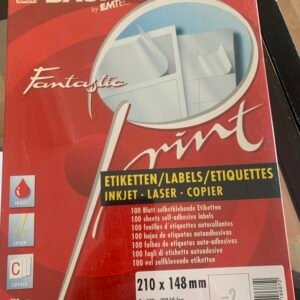 by EMTEC
Fantastic
Print
ETIKETTEN/LABELS/ETIQUETTES
INKJET - LASER - COPIER
100 Blatt selbstklebende Etiketten
100 sheets self-adhesive labels
100 feuilles d'étiquettes autocollantes
100 hojas de etiquetas autoadhesivas
100 folhas de etiquetas auto-adesivas
100 fogli di etichette autoadesive
100 vel zelfklevende etiketten
INKJET
LASER
C
COPIER
210 x 148 mm